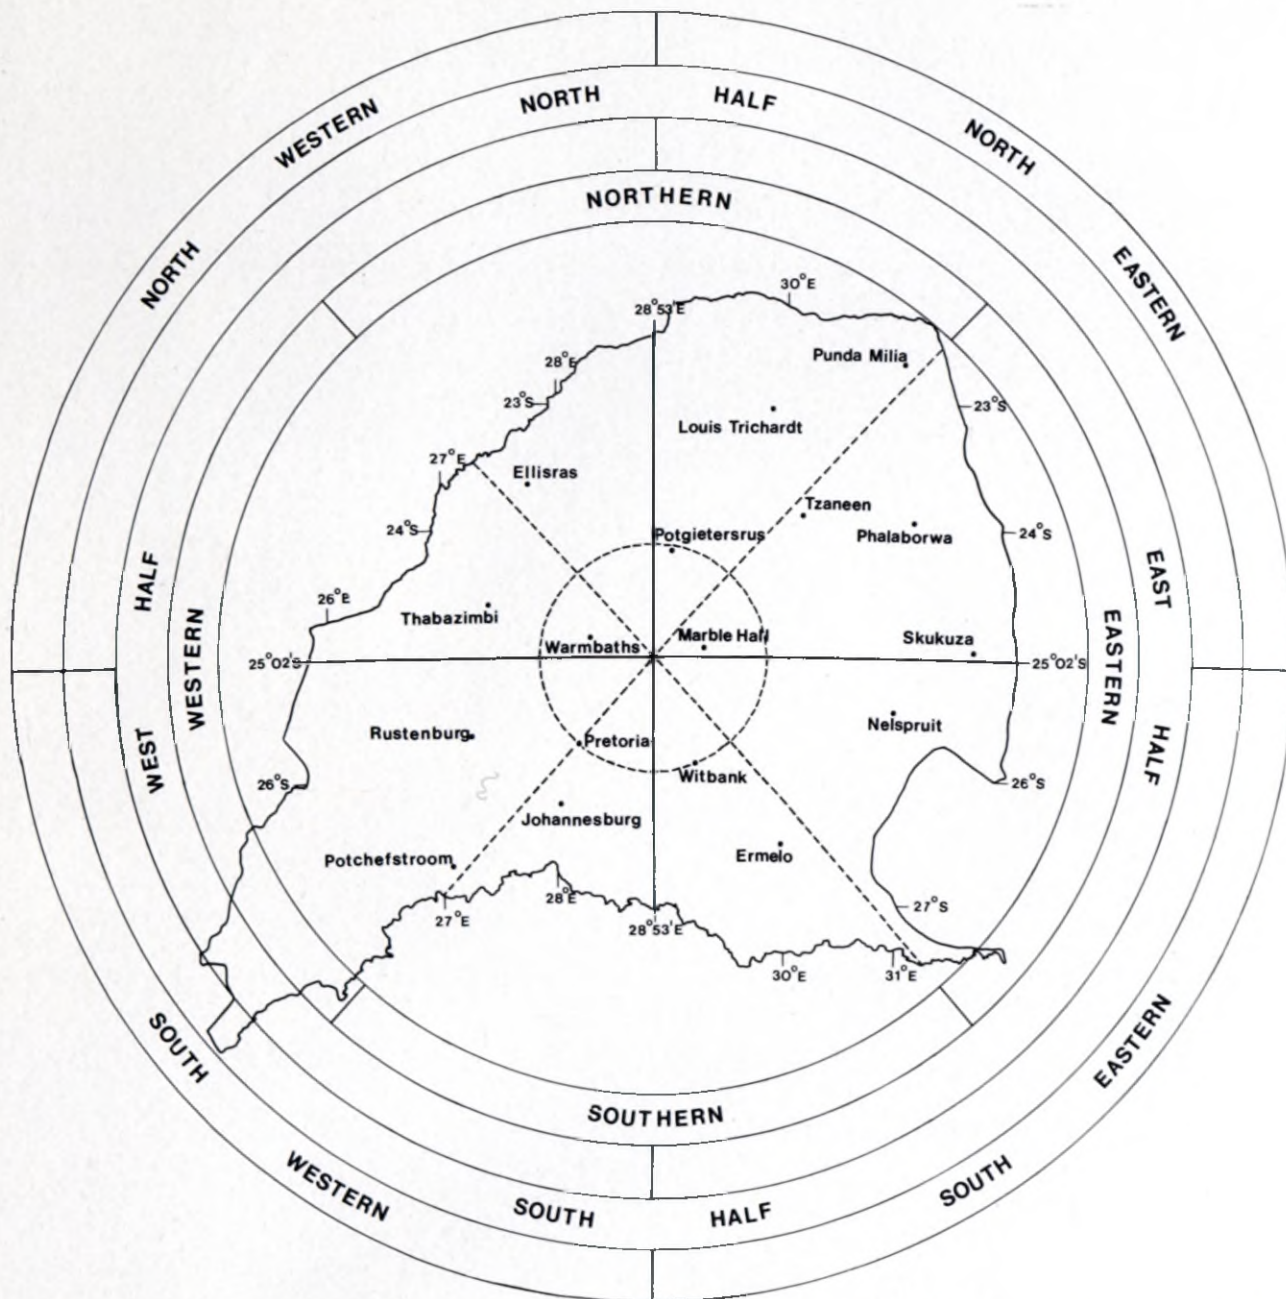 NORTH WESTERN
NORTH HALF
NORTH EASTERN
NORTHERN
30°E
28°53'E
Punda Milia
28°E
23°S
23°S
Louis Trichardt
27°E
Ellisras
Tzaneen
24°S
Potgietersrus
Phalaborwa
24°S
WEST HALF
EAST HALF
26°E
Thabazimbi
WESTERN
EASTERN
Warmbaths
Marble Hall
Skukuza
25°02'S
25°02'S
Rustenburg
Pretoria
Nelspruit
26°S
Witbank
26°S
Johannesburg
Potchefstroom
Ermelo
28°E
27°S
27°E
28°53'E
30°E
31°E
SOUTHERN
SOUTH WESTERN
SOUTH HALF
SOUTH EASTERN